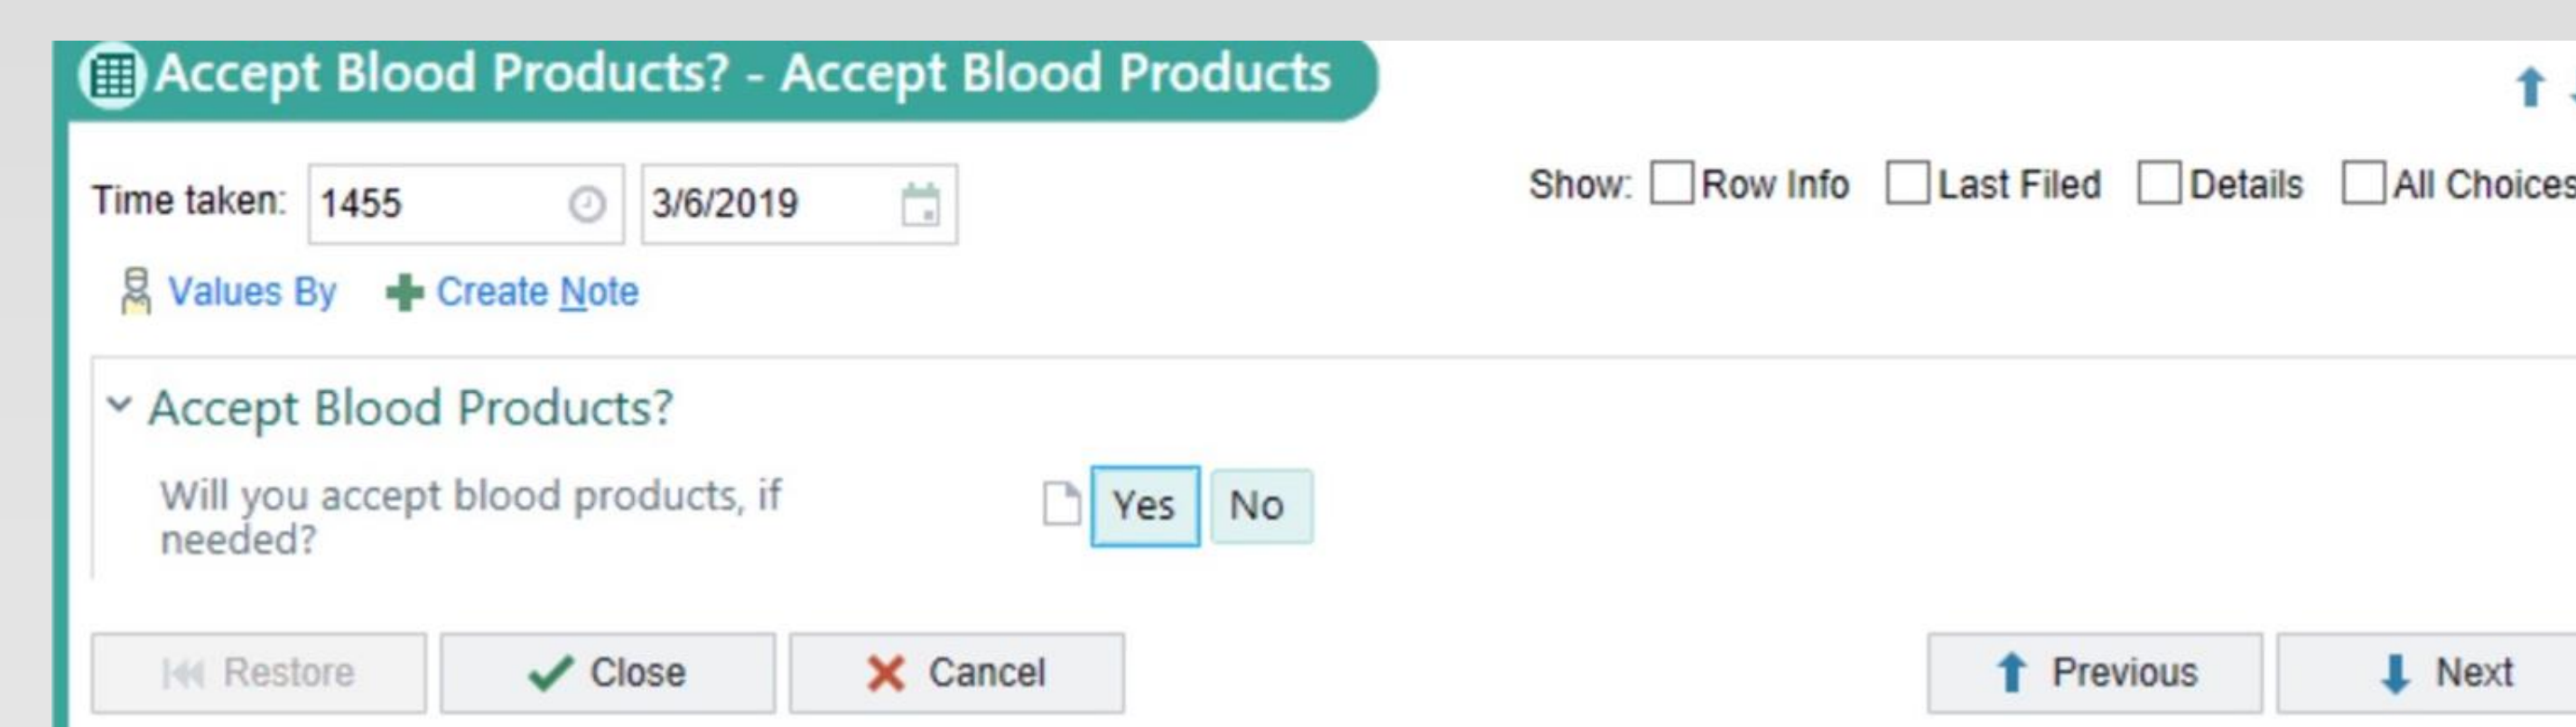 Accept Blood Products? - Accept Blood Products
Time taken: 1455 3/6/2019 Show: Row Info Last Filed Details All Choices
Values By Create Note
Accept Blood Products?
Will you accept blood products, if Yes No
needed?
Restore Close Cancel Previous Next